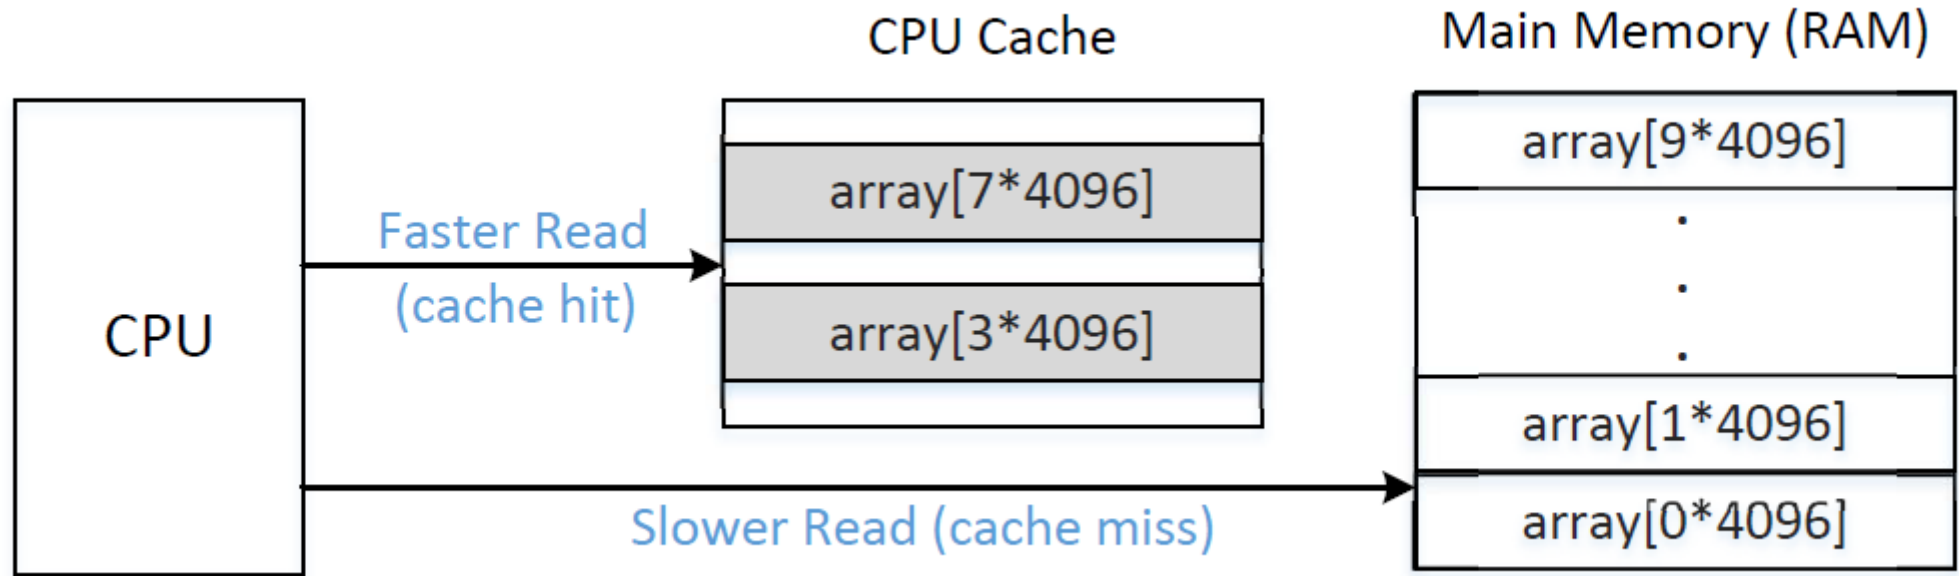 CPU Cache
Main Memory (RAM)
CPU
Faster Read
(cache hit)
Slower Read (cache miss)
array[7*4096]
array[3*4096]
array[9*4096]
.
.
.
array[1*4096]
array[0*4096]